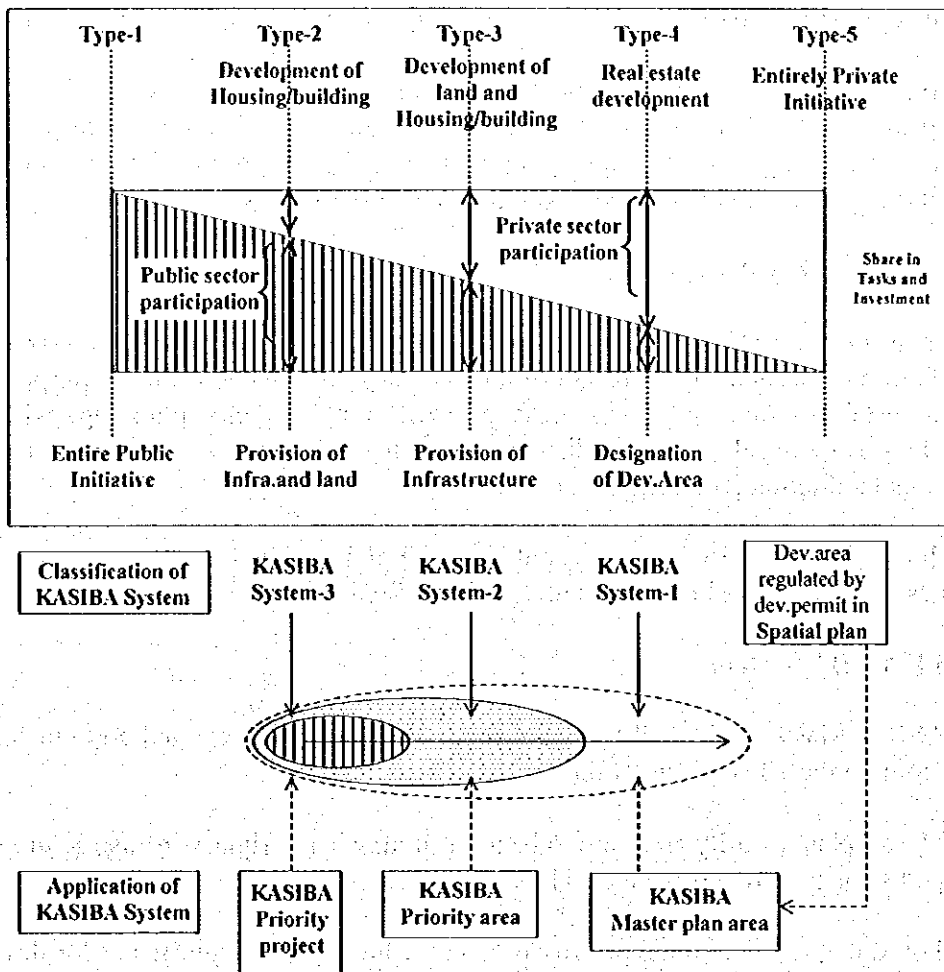 Type-1
Type-2
Type-3
Type-4
Type-5
Development of
Housing/building
Development of
land and
Housing/building
Real estate
development
Entirely Private
Initiative
Private sector
participation
Public sector
participation
Share in
Tasks and
Investment
Entire Public
Initiative
Provision of
Infra.and land
Provision of
Infrastructure
Designation
of Dev.Area
Classification of
KASIBA System
KASIBA
System-3
KASIBA
System-2
KASIBA
System-1
Dev.area
regulated by
dev.permit in
Spatial plan
Application of
KASIBA System
KASIBA
Priority
project
KASIBA
Priority area
KASIBA
Master plan area